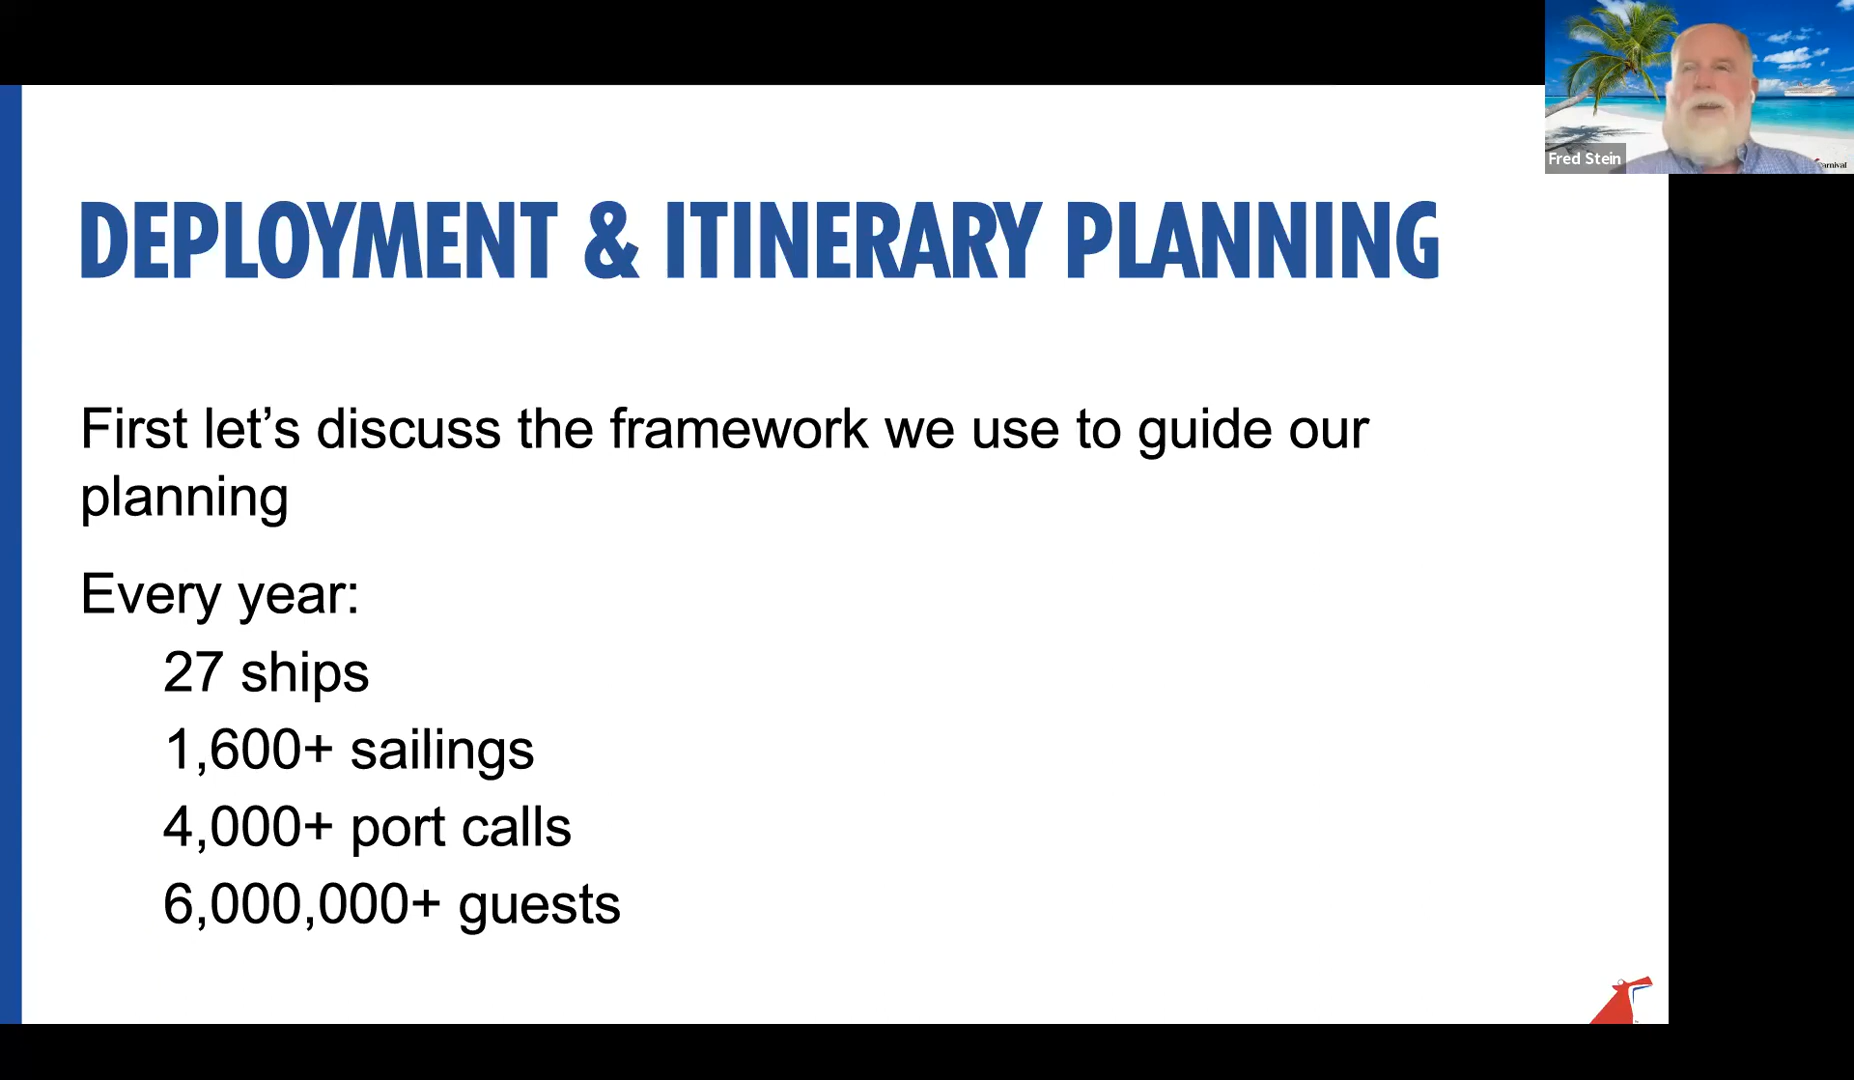 Fred Stein
arnival
DEPLOYMENT & ITINERARY PLANNING
First let’s discuss the framework we use to guide our
planning
Every year:
27 ships
1,600+ sailings
4,000+ port calls
6,000,000+ guests